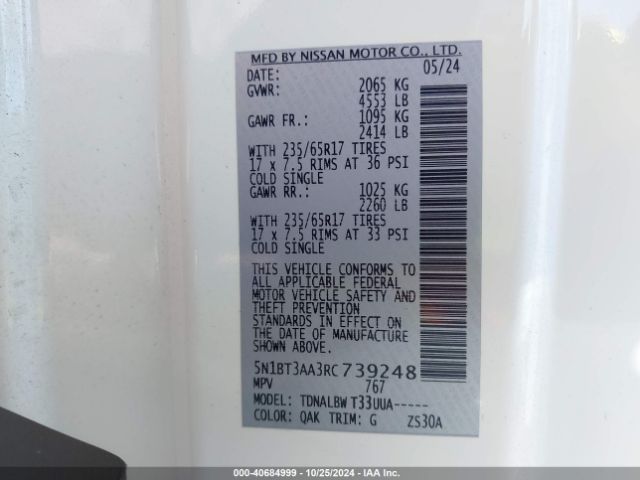 MFD BY NISSAN MOTOR CO., LTD.
DATE: 05/24
GVWR: 2065 KG
4553 LB
GAWR FR.: 1095 KG
2414 LB
WITH 235/65R17 TIRES
17 x 7.5 RIMS AT 36 PSI
COLD SINGLE
GAWR RR.: 1025 KG
2260 LB
WITH 235/65R17 TIRES
17 x 7.5 RIMS AT 33 PSI
COLD SINGLE
THIS VEHICLE CONFORMS TO
ALL APPLICABLE FEDERAL
MOTOR VEHICLE SAFETY AND
THEFT PREVENTION
STANDARDS IN EFFECT ON
THE DATE OF MANUFACTURE
SHOWN ABOVE.
5N1BT3AA3RC739248
MPV 767
MODEL: TDNALBW T33UUA-----
COLOR: QAK TRIM: G ZS30A
000-40684999 • 10/25/2024 • IAA Inc.